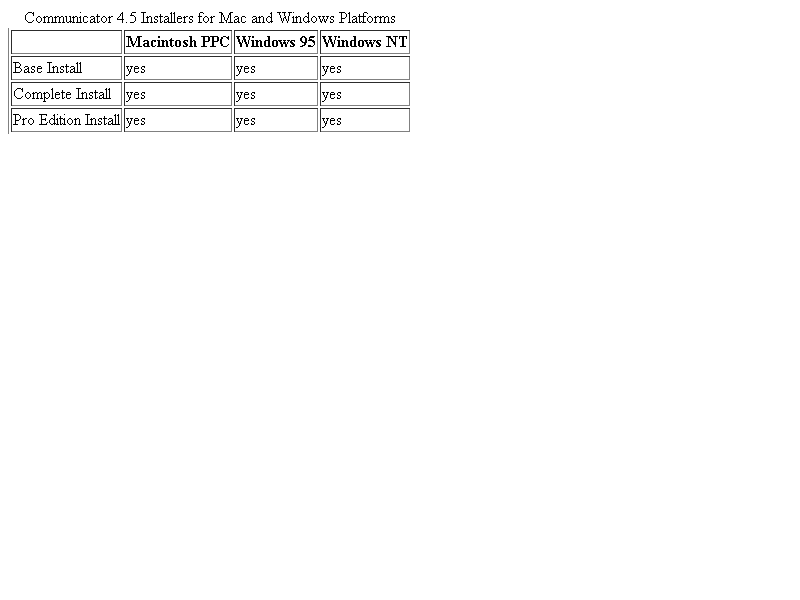 Communicator 4.5 Installers for Mac and Windows Platforms
Macintosh PPC Windows 95 Windows NT
Base Install yes yes yes
Complete Install yes yes yes
Pro Edition Install yes yes yes